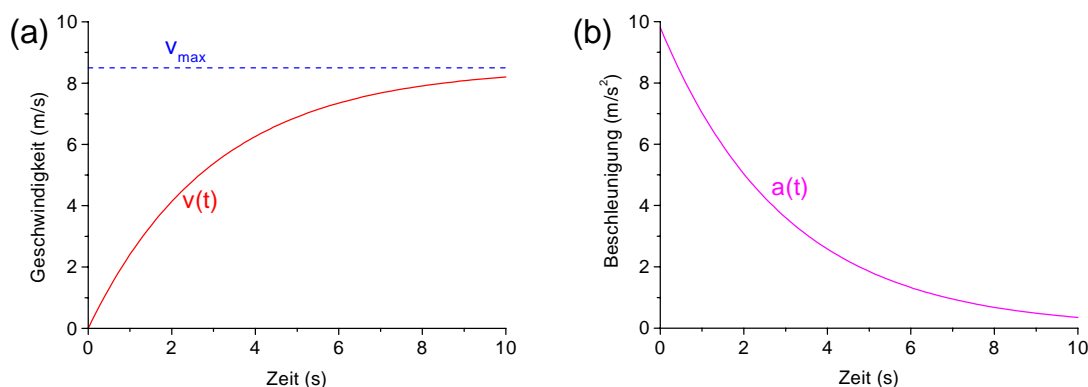 (a)
10
8
6
4
2
0
Geschwindigkeit (m/s)
v_max
v(t)
0 2 4 6 8 10
Zeit (s)
(b)
10
8
6
4
2
0
Beschleunigung (m/s²)
a(t)
0 2 4 6 8 10
Zeit (s)